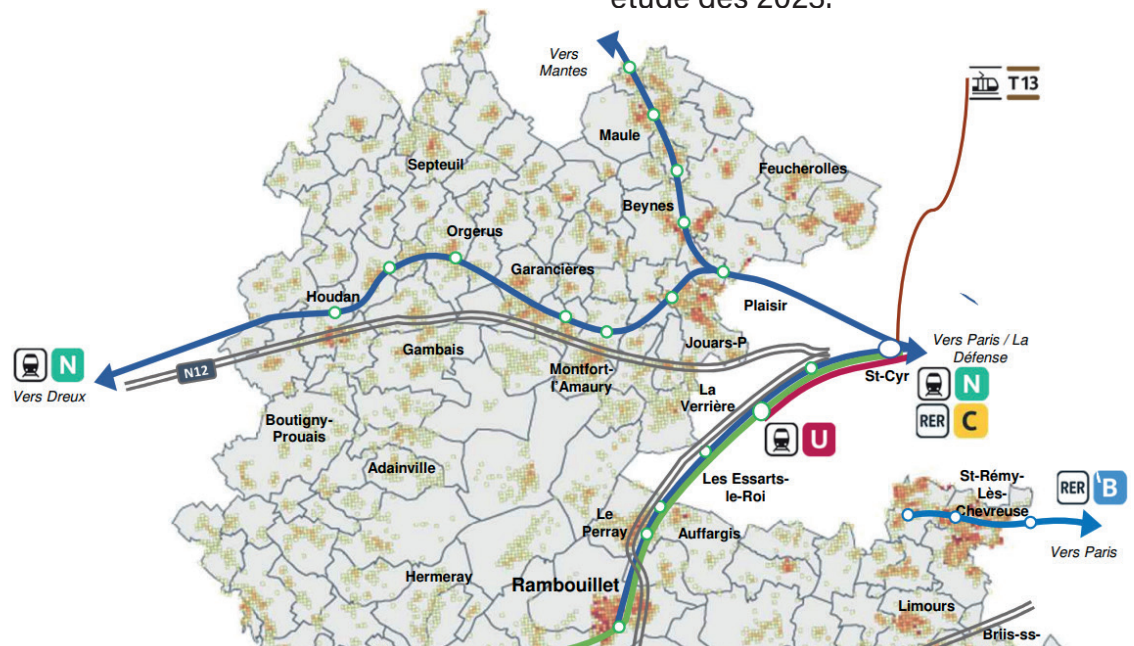 étude dès 2025.
Vers
Mantes
T13
Maule
Feucherolles
Septeuil
Beynes
Orgerus
Garancières
Houdan
Plaisir
Jouars-P
Gambais
N12
N
Vers Dreux
Montfort-
l'Amaury
La
Verrière
St-Cyr
Vers Paris / La
Défense
N
RER
C
U
Boutigny-
Prouais
Adainville
Les Essarts-
le-Roi
St-Rémy-
Lès-
Chevreuse
RER
B
Vers Paris
Le
Perray
Auffargis
Hermeray
Rambouillet
Limours
Briis-ss-